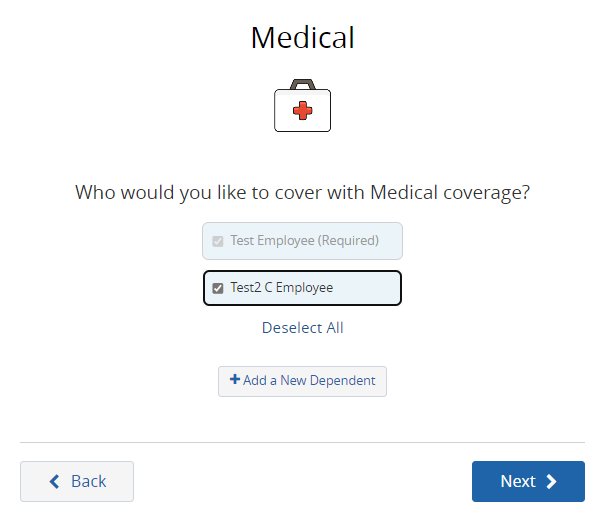 Medical
Who would you like to cover with Medical coverage?
Test Employee (Required)
Test2 C Employee
Deselect All
Add a New Dependent
Back
Next